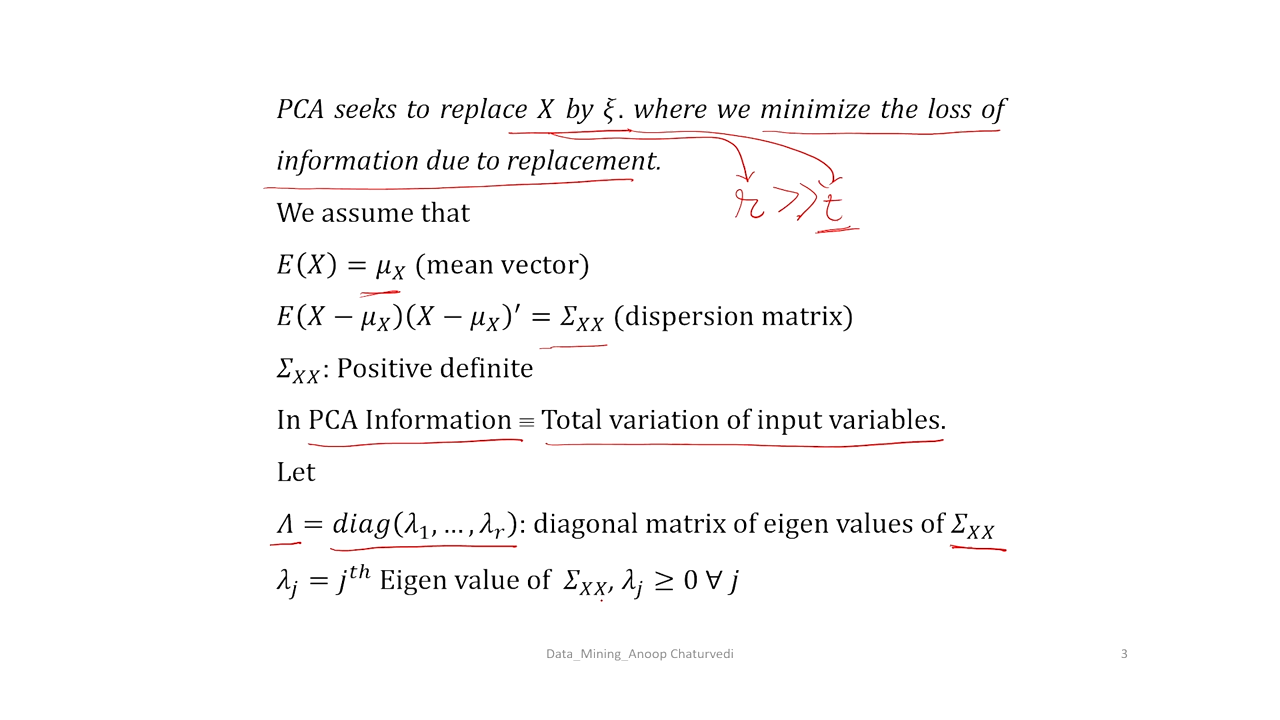 PCA seeks to replace X by ξ. where we minimize the loss of
information due to replacement.
r >> t
We assume that
E(X) = μ_X (mean vector)
E(X − μ_X)(X − μ_X)′ = Σ_XX (dispersion matrix)
Σ_XX: Positive definite
In PCA Information ≡ Total variation of input variables.
Let
Λ = diag(λ₁, … , λ_r): diagonal matrix of eigen values of Σ_XX
λ_j = j^th Eigen value of Σ_XX, λ_j ≥ 0 ∀ j
Data_Mining_Anoop Chaturvedi
3